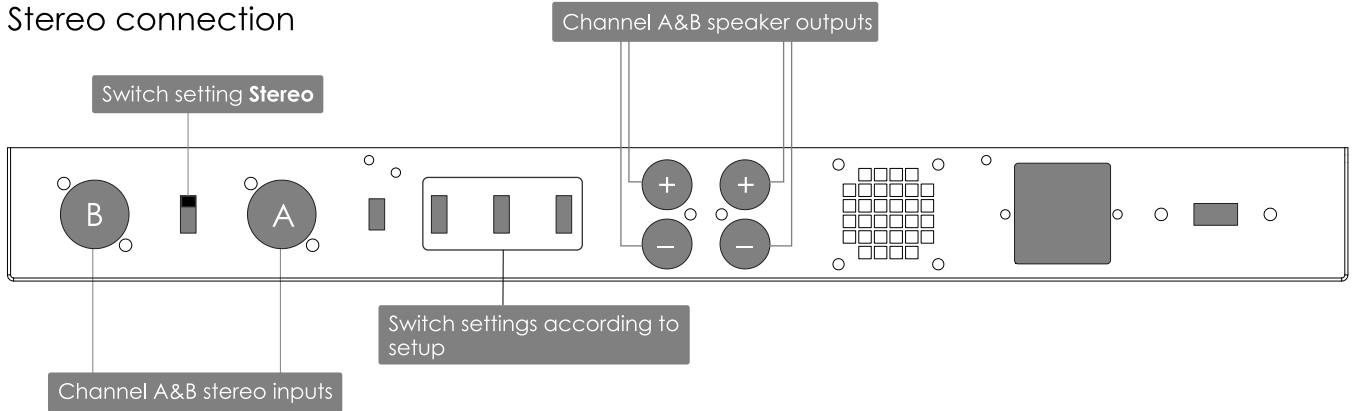 Stereo connection
Channel A&B speaker outputs
Switch setting Stereo
B
A
+
+
–
–
Switch settings according to
setup
Channel A&B stereo inputs